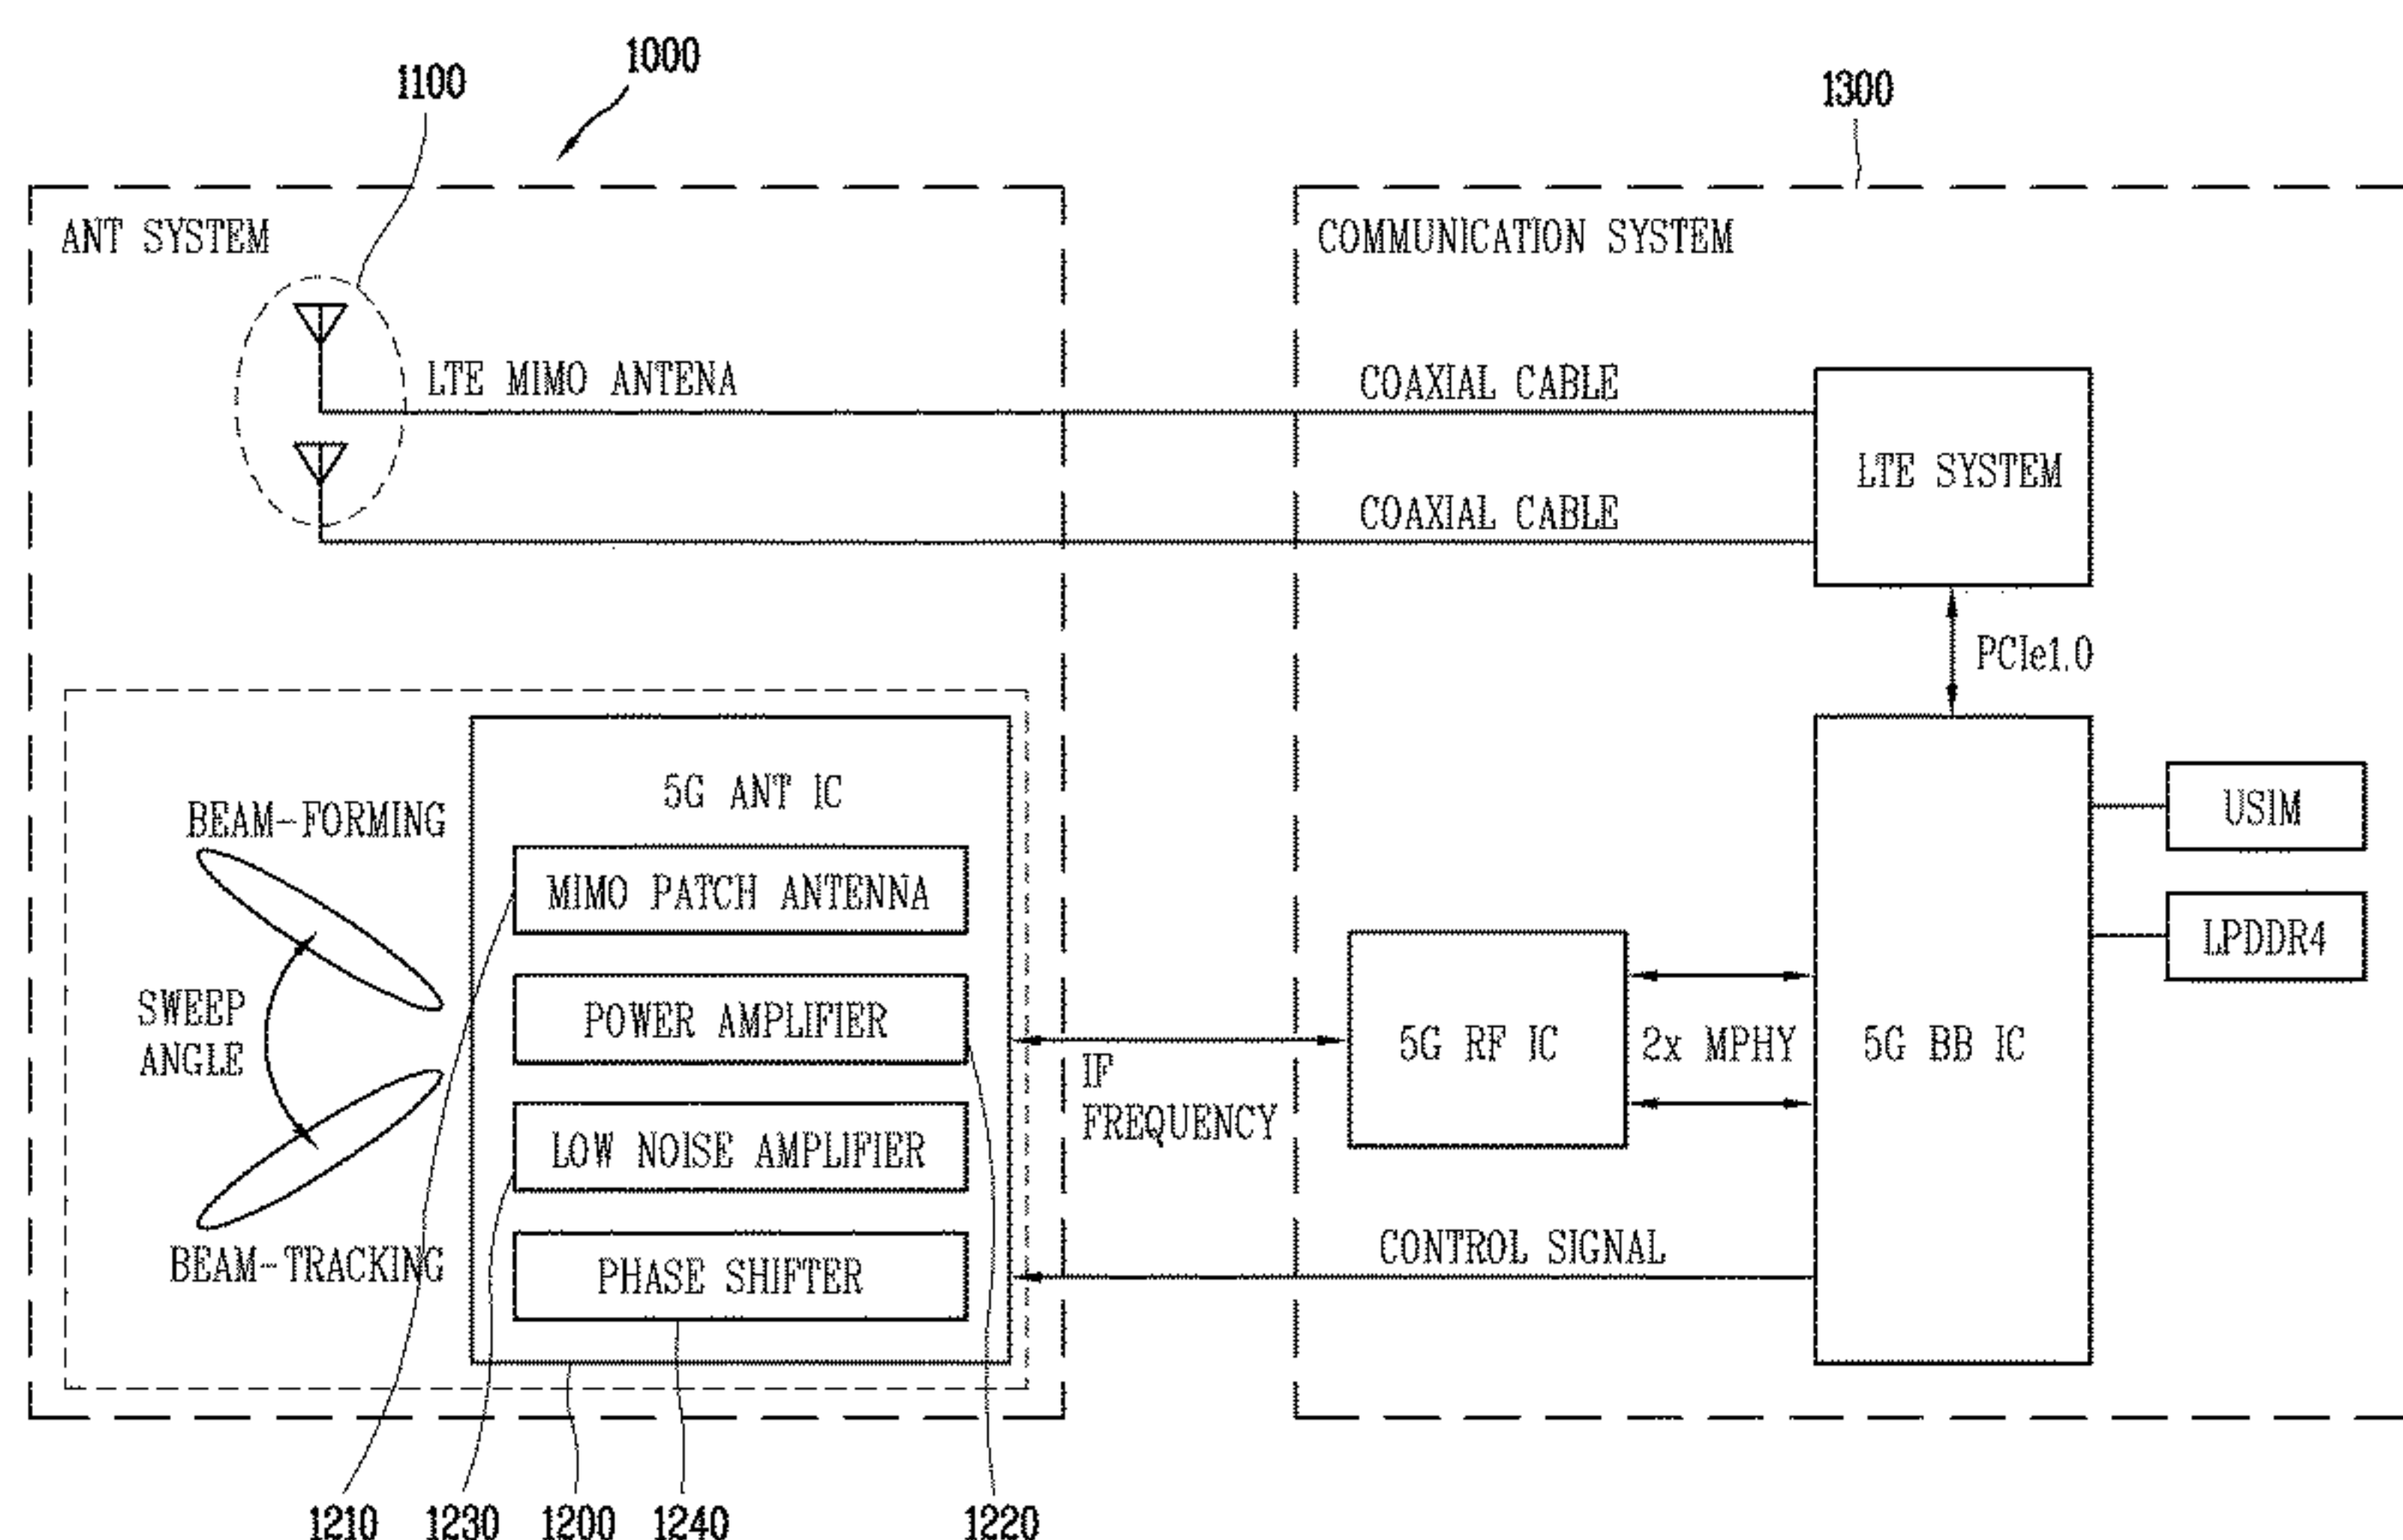 1000
1100
1300
ANT SYSTEM
COMMUNICATION SYSTEM
LTE MIMO ANTENA
COAXIAL CABLE
LTE SYSTEM
COAXIAL CABLE
PCIe1.0
5G ANT IC
BEAM-FORMING
MIMO PATCH ANTENNA
SWEEP
ANGLE
POWER AMPLIFIER
LOW NOISE AMPLIFIER
BEAM-TRACKING
PHASE SHIFTER
IF
FREQUENCY
5G RF IC
2x MPHY
5G BB IC
USIM
LPDDR4
CONTROL SIGNAL
1210
1230
1200
1240
1220